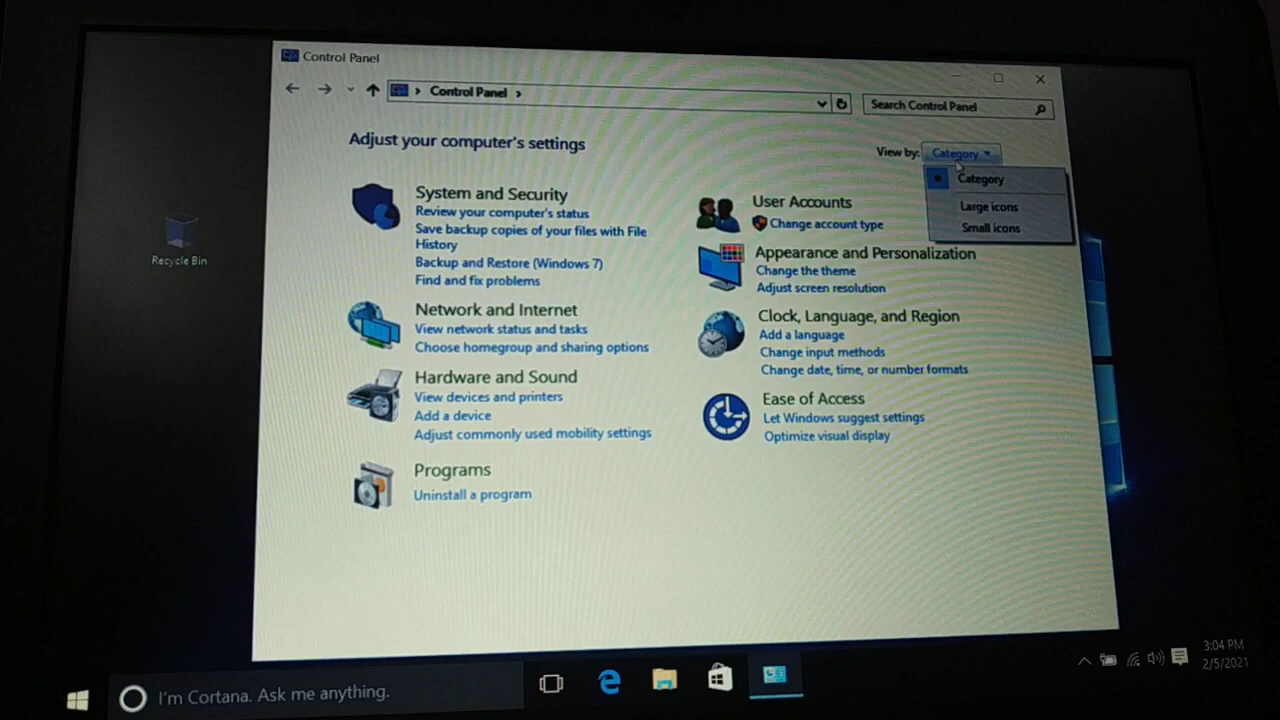 Control Panel
Control Panel
Search Control Panel
Adjust your computer's settings
View by: Category
Category
Large icons
Small icons
System and Security
Review your computer's status
Save backup copies of your files with File
History
Backup and Restore (Windows 7)
Find and fix problems
Network and Internet
View network status and tasks
Choose homegroup and sharing options
Hardware and Sound
View devices and printers
Add a device
Adjust commonly used mobility settings
Programs
Uninstall a program
User Accounts
Change account type
Appearance and Personalization
Change the theme
Adjust screen resolution
Clock, Language, and Region
Add a language
Change input methods
Change date, time, or number formats
Ease of Access
Let Windows suggest settings
Optimize visual display
Recycle Bin
I'm Cortana. Ask me anything.
3:04 PM
2/5/2021